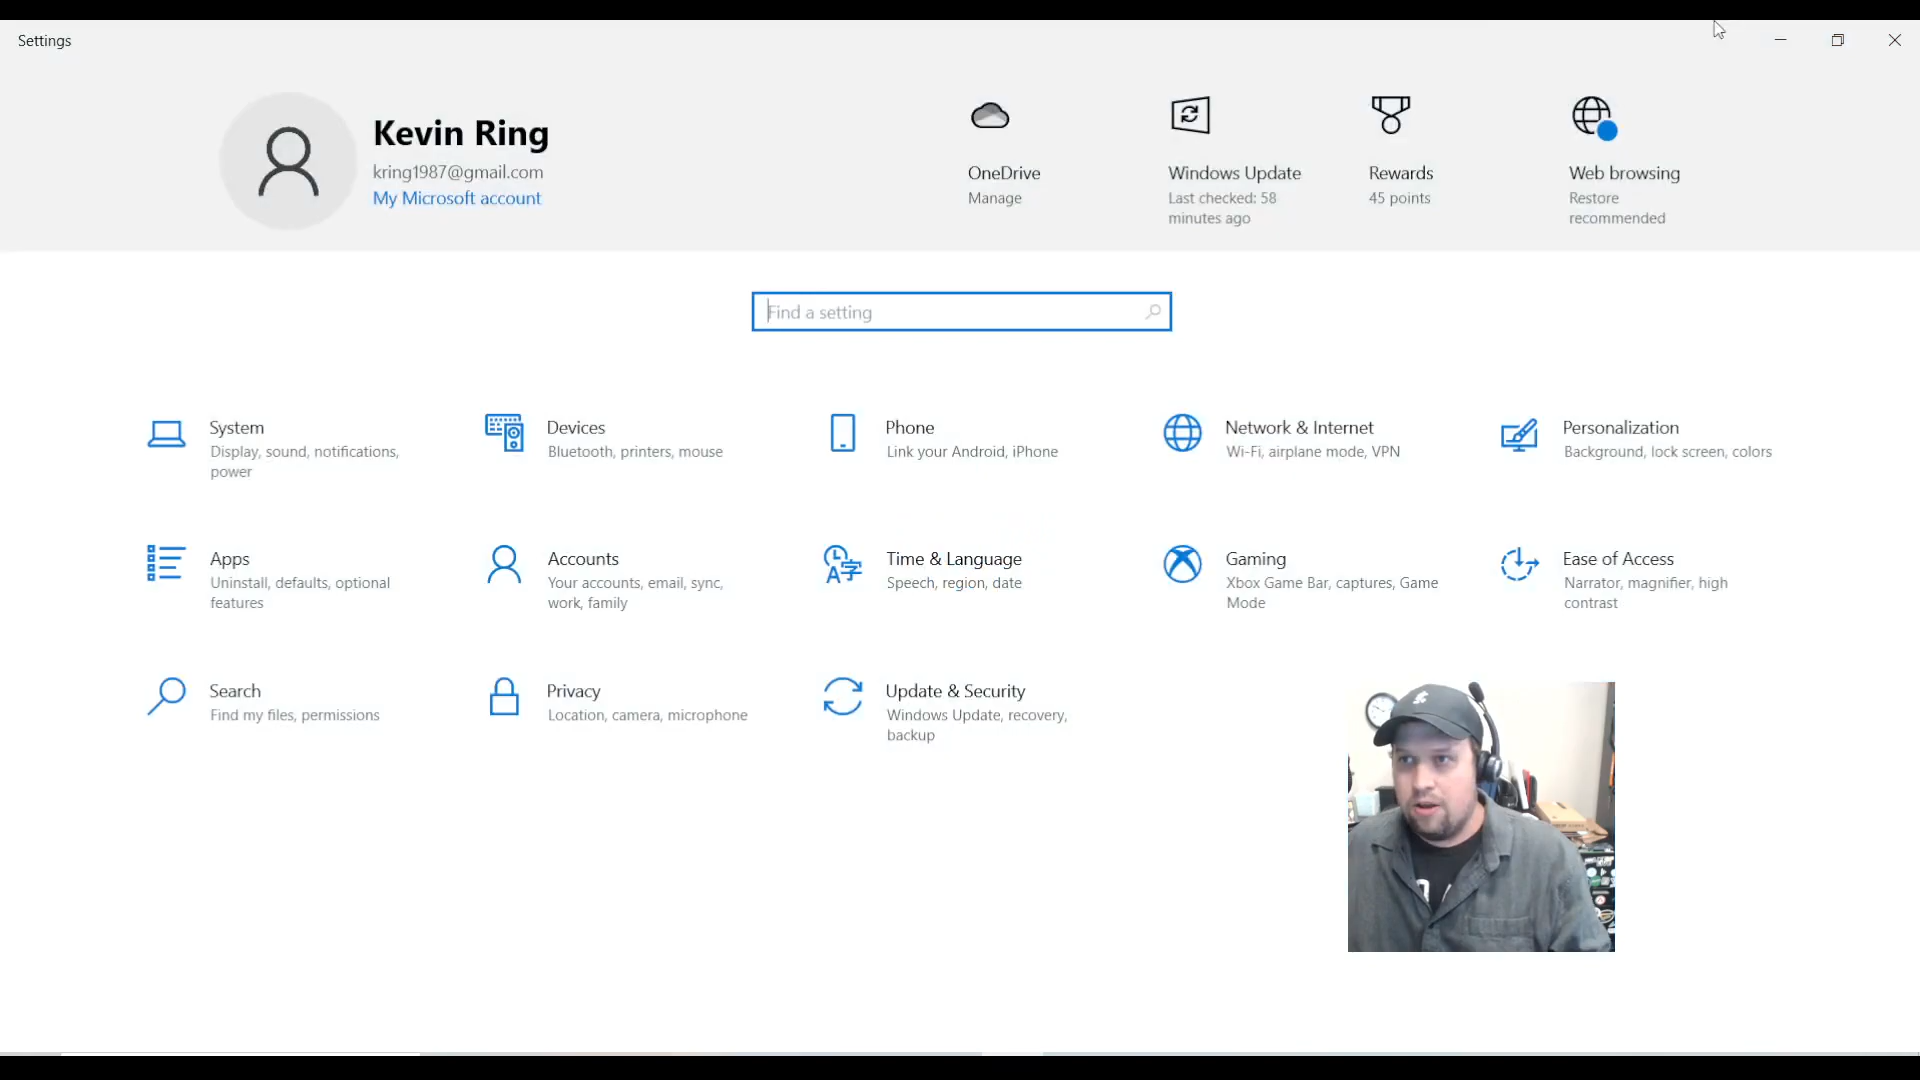 Settings
Kevin Ring
kring1987@gmail.com
My Microsoft account
OneDrive
Manage
Windows Update
Last checked: 58
minutes ago
Rewards
45 points
Web browsing
Restore
recommended
Find a setting
System
Display, sound, notifications,
power
Devices
Bluetooth, printers, mouse
Phone
Link your Android, iPhone
Network & Internet
Wi-Fi, airplane mode, VPN
Personalization
Background, lock screen, colors
Apps
Uninstall, defaults, optional
features
Accounts
Your accounts, email, sync,
work, family
Time & Language
Speech, region, date
Gaming
Xbox Game Bar, captures, Game
Mode
Ease of Access
Narrator, magnifier, high
contrast
Search
Find my files, permissions
Privacy
Location, camera, microphone
Update & Security
Windows Update, recovery,
backup